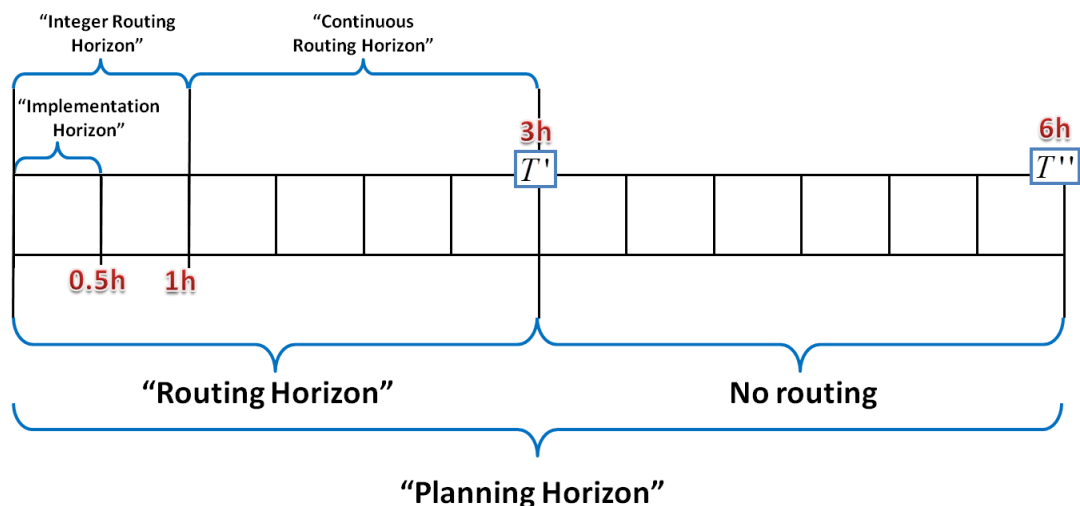 “Integer Routing
Horizon”
“Continuous
Routing Horizon”
“Implementation
Horizon”
3h
6h
T'
T''
0.5h
1h
“Routing Horizon”
No routing
“Planning Horizon”